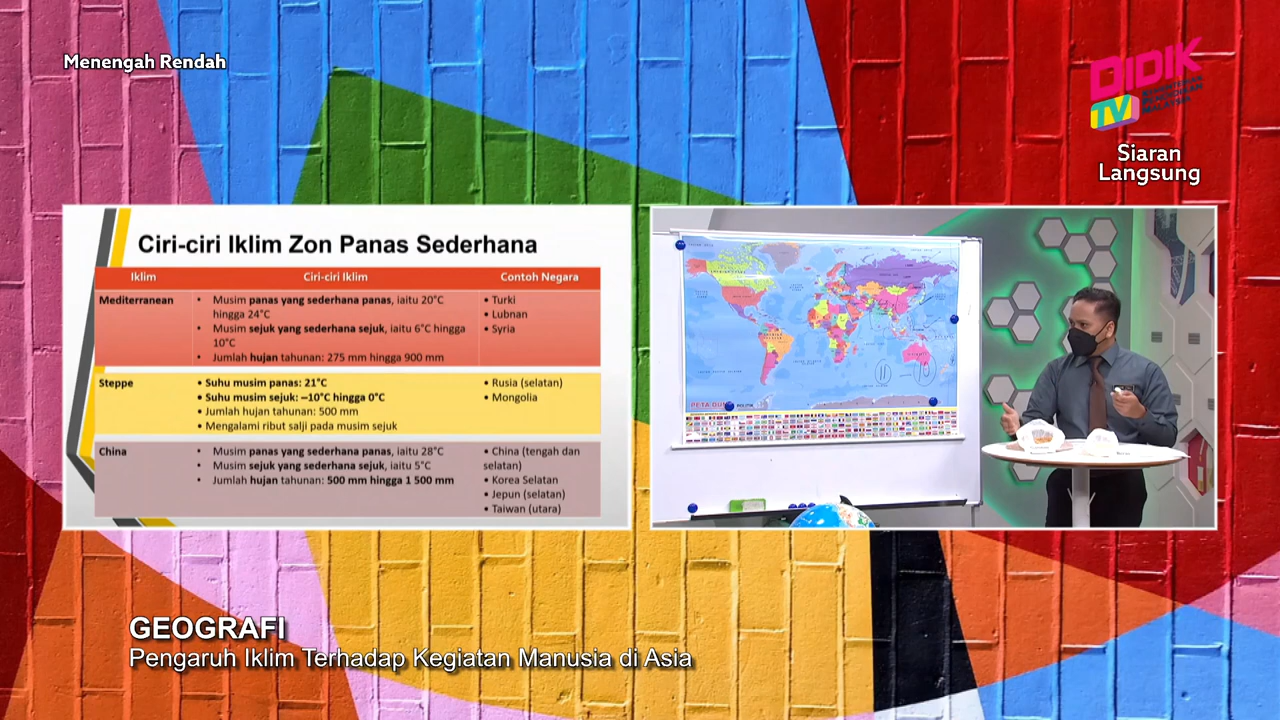 Menengah Rendah
DIDIK
TV
KEMENTERIAN
PENDIDIKAN
MALAYSIA
Siaran
Langsung
Ciri-ciri Iklim Zon Panas Sederhana
Iklim Ciri-ciri Iklim Contoh Negara
Mediterranean
• Musim panas yang sederhana panas, iaitu 20°C
hingga 24°C
• Musim sejuk yang sederhana sejuk, iaitu 6°C hingga
10°C
• Jumlah hujan tahunan: 275 mm hingga 900 mm
• Turki
• Lubnan
• Syria
Steppe
• Suhu musim panas: 21°C
• Suhu musim sejuk: –10°C hingga 0°C
• Jumlah hujan tahunan: 500 mm
• Mengalami ribut salji pada musim sejuk
• Rusia (selatan)
• Mongolia
China
• Musim panas yang sederhana panas, iaitu 28°C
• Musim sejuk yang sederhana sejuk, iaitu 5°C
• Jumlah hujan tahunan: 500 mm hingga 1 500 mm
• China (tengah dan
selatan)
• Korea Selatan
• Jepun (selatan)
• Taiwan (utara)
GEOGRAFI
Pengaruh Iklim Terhadap Kegiatan Manusia di Asia